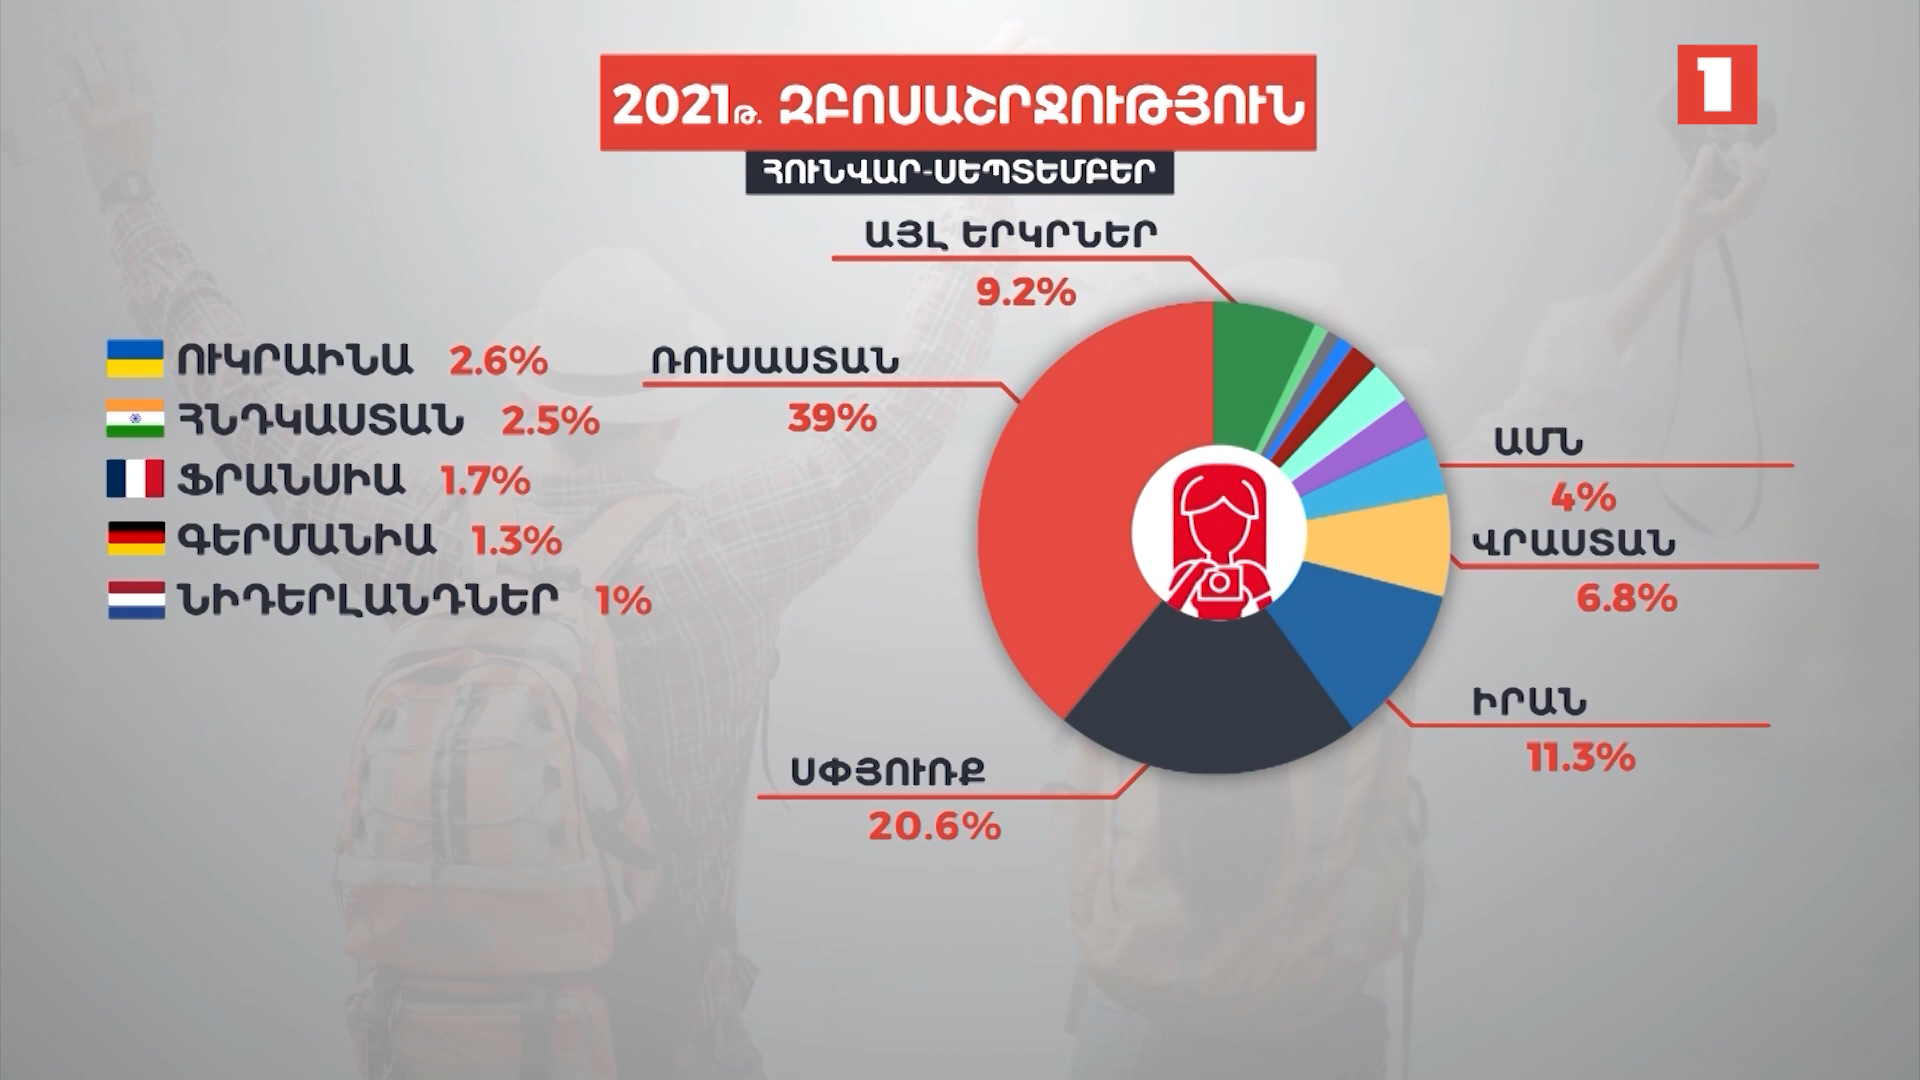 2021թ. ԶԲՈՍԱՇՐՋՈՒԹՅՈՒՆ
1
ՀՈՒՆՎԱՐ-ՍԵՊՏԵՄԲԵՐ
ԱՅԼ ԵՐԿՐՆԵՐ
9.2%
ՈՒԿՐԱԻՆԱ 2.6%
ՀՆԴԿԱՍՏԱՆ 2.5%
ՖՐԱՆՍԻԱ 1.7%
ԳԵՐՄԱՆԻԱ 1.3%
ՆԻԴԵՐԼԱՆԴՆԵՐ 1%
ՌՈՒՍԱՍՏԱՆ
39%
ԱՄՆ
4%
ՎՐԱՍՏԱՆ
6.8%
ԻՐԱՆ
11.3%
ՍՓՅՈՒՌՔ
20.6%